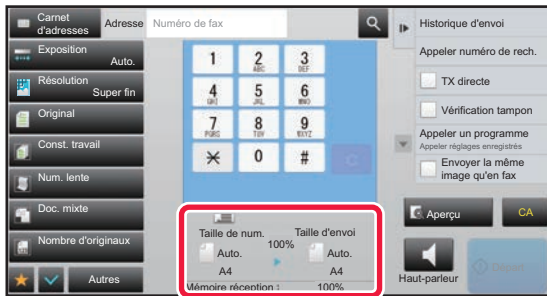 Carnet
d'adresses
Adresse
Numéro de fax
Exposition
Auto.
Résolution
Super fin
Original
Const. travail
Num. lente
Doc. mixte
Nombre d'originaux
Autres
1
2
ABC
3
DEF
4
GHI
5
JKL
6
MNO
7
PQRS
8
TUV
9
WXYZ
0
#
C
Taille de num.
Taille d'envoi
100%
Auto.
Auto.
A4
A4
Mémoire réception :
100%
Historique d'envoi
Appeler numéro de rech.
TX directe
Vérification tampon
Appeler un programme
Appeler réglages enregistrés
Envoyer la même
image qu'en fax
Aperçu
CA
Haut-parleur
Départ